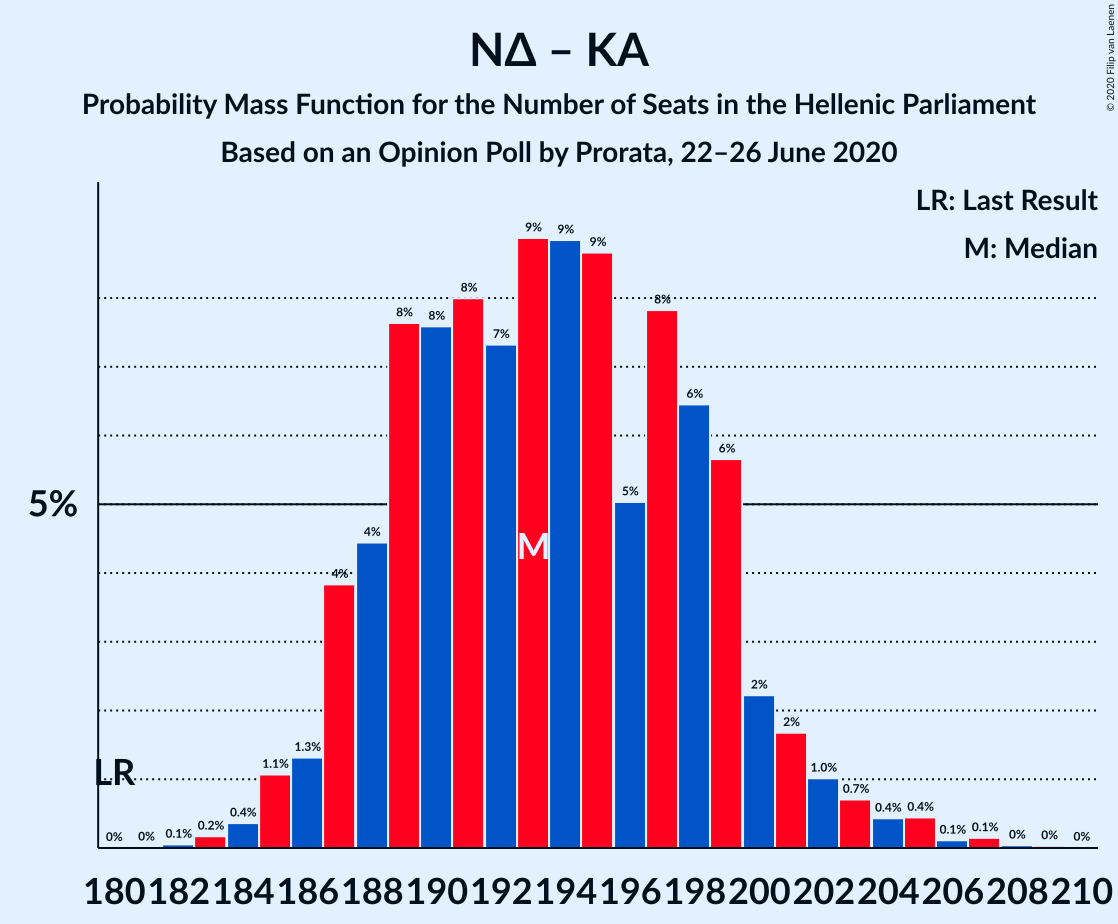 ΝΔ – ΚΑ
Probability Mass Function for the Number of Seats in the Hellenic Parliament
Based on an Opinion Poll by Prorata, 22–26 June 2020
© 2020 Filip van Laenen
LR: Last Result
M: Median
9% 9% 9%
8% 8%
8% 8%
7%
6%
6%
5%
5%
4%
M
4%
2%
2%
LR
1.3%
1.1% 1.0%
0.7%
0.4% 0.4% 0.4%
0% 0% 0.1% 0.2% 0.1% 0.1% 0% 0% 0%
180 182 184 186 188 190 192 194 196 198 200 202 204 206 208 210